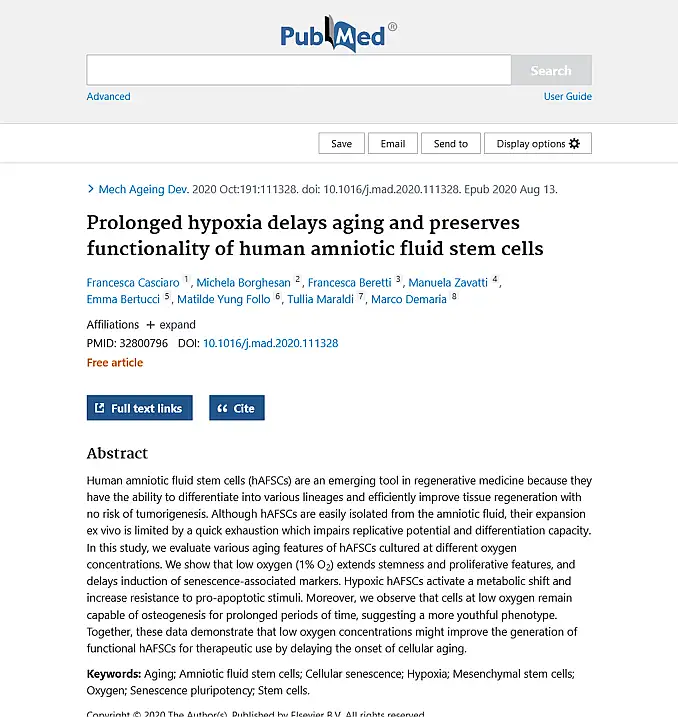 PubMed®
Search
Advanced
User Guide
Save
Email
Send to
Display options
Mech Ageing Dev. 2020 Oct:191:111328. doi: 10.1016/j.mad.2020.111328. Epub 2020 Aug 13.
Prolonged hypoxia delays aging and preserves
functionality of human amniotic fluid stem cells
Francesca Casciaro 1, Michela Borghesan 2, Francesca Beretti 3, Manuela Zavatti 4,
Emma Bertucci 5, Matilde Yung Follo 6, Tullia Maraldi 7, Marco Demaria 8
Affiliations + expand
PMID: 32800796 DOI: 10.1016/j.mad.2020.111328
Free article
Full text links
Cite
Abstract
Human amniotic fluid stem cells (hAFSCs) are an emerging tool in regenerative medicine because they
have the ability to differentiate into various lineages and efficiently improve tissue regeneration with
no risk of tumorigenesis. Although hAFSCs are easily isolated from the amniotic fluid, their expansion
ex vivo is limited by a quick exhaustion which impairs replicative potential and differentiation capacity.
In this study, we evaluate various aging features of hAFSCs cultured at different oxygen
concentrations. We show that low oxygen (1% O2) extends stemness and proliferative features, and
delays induction of senescence-associated markers. Hypoxic hAFSCs activate a metabolic shift and
increase resistance to pro-apoptotic stimuli. Moreover, we observe that cells at low oxygen remain
capable of osteogenesis for prolonged periods of time, suggesting a more youthful phenotype.
Together, these data demonstrate that low oxygen concentrations might improve the generation of
functional hAFSCs for therapeutic use by delaying the onset of cellular aging.
Keywords: Aging; Amniotic fluid stem cells; Cellular senescence; Hypoxia; Mesenchymal stem cells;
Oxygen; Senescence pluripotency; Stem cells.
Copyright © 2020 The Author(s). Published by Elsevier B.V. All rights reserved.